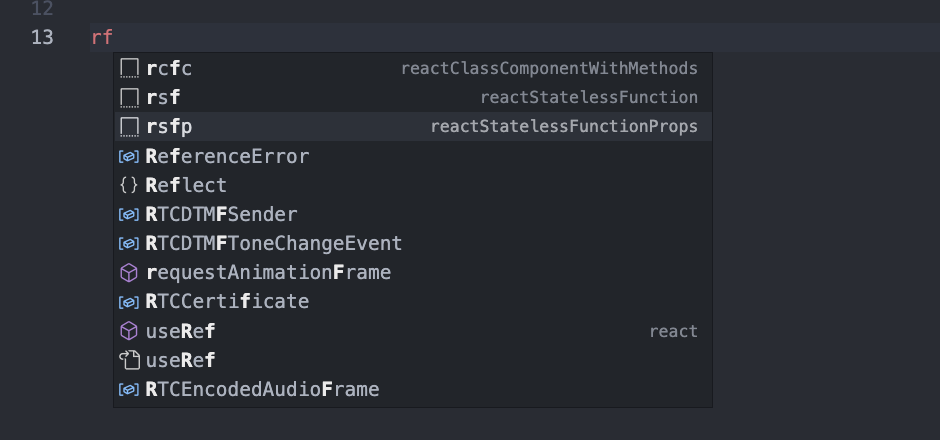 12
13 rf
rcfc reactClassComponentWithMethods
rsf reactStatelessFunction
rsfp reactStatelessFunctionProps
ReferenceError
Reflect
RTCDTMFSender
RTCDTMFToneChangeEvent
requestAnimationFrame
RTCCertificate
useRef react
useRef
RTCEncodedAudioFrame